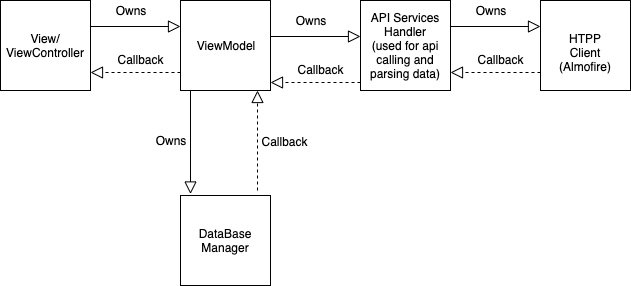 Owns
Owns
Owns
View/
ViewController
Callback
ViewModel
Callback
API Services
Handler
(used for api
calling and
parsing data)
Callback
HTPP
Client
(Almofire)
Owns
Callback
DataBase
Manager